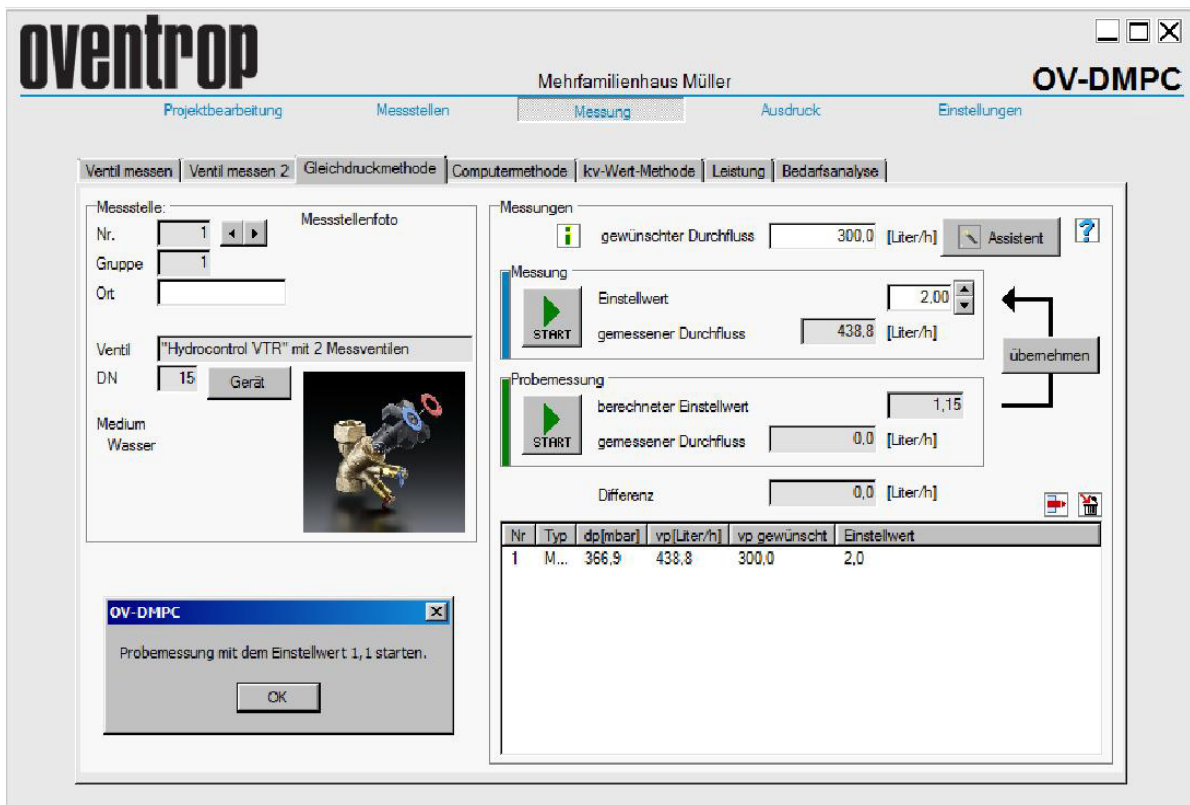 oventrop
Mehrfamilienhaus Müller
OV-DMPC
Projektbearbeitung Messstellen Messung Ausdruck Einstellungen
Ventil messen Ventil messen 2 Gleichdruckmethode Computermethode kv-Wert-Methode Leistung Bedarfsanalyse
Messstelle:
Nr. 1
Messstellenfoto
Gruppe 1
Ort
Ventil "Hydrocontrol VTR" mit 2 Messventilen
DN 15 Gerät
Medium
Wasser
Messungen
i gewünschter Durchfluss 300,0 [Liter/h] Assistent ?
Messung
START
Einstellwert 2,00
gemessener Durchfluss 438,8 [Liter/h]
übernehmen
Probemessung
START
berechneter Einstellwert 1,15
gemessener Durchfluss 0,0 [Liter/h]
Differenz 0,0 [Liter/h]
Nr Typ dp[mbar] vp[Liter/h] vp gewünscht Einstellwert
1 M... 366,9 438,8 300,0 2,0
OV-DMPC
Probemessung mit dem Einstellwert 1,1 starten.
OK